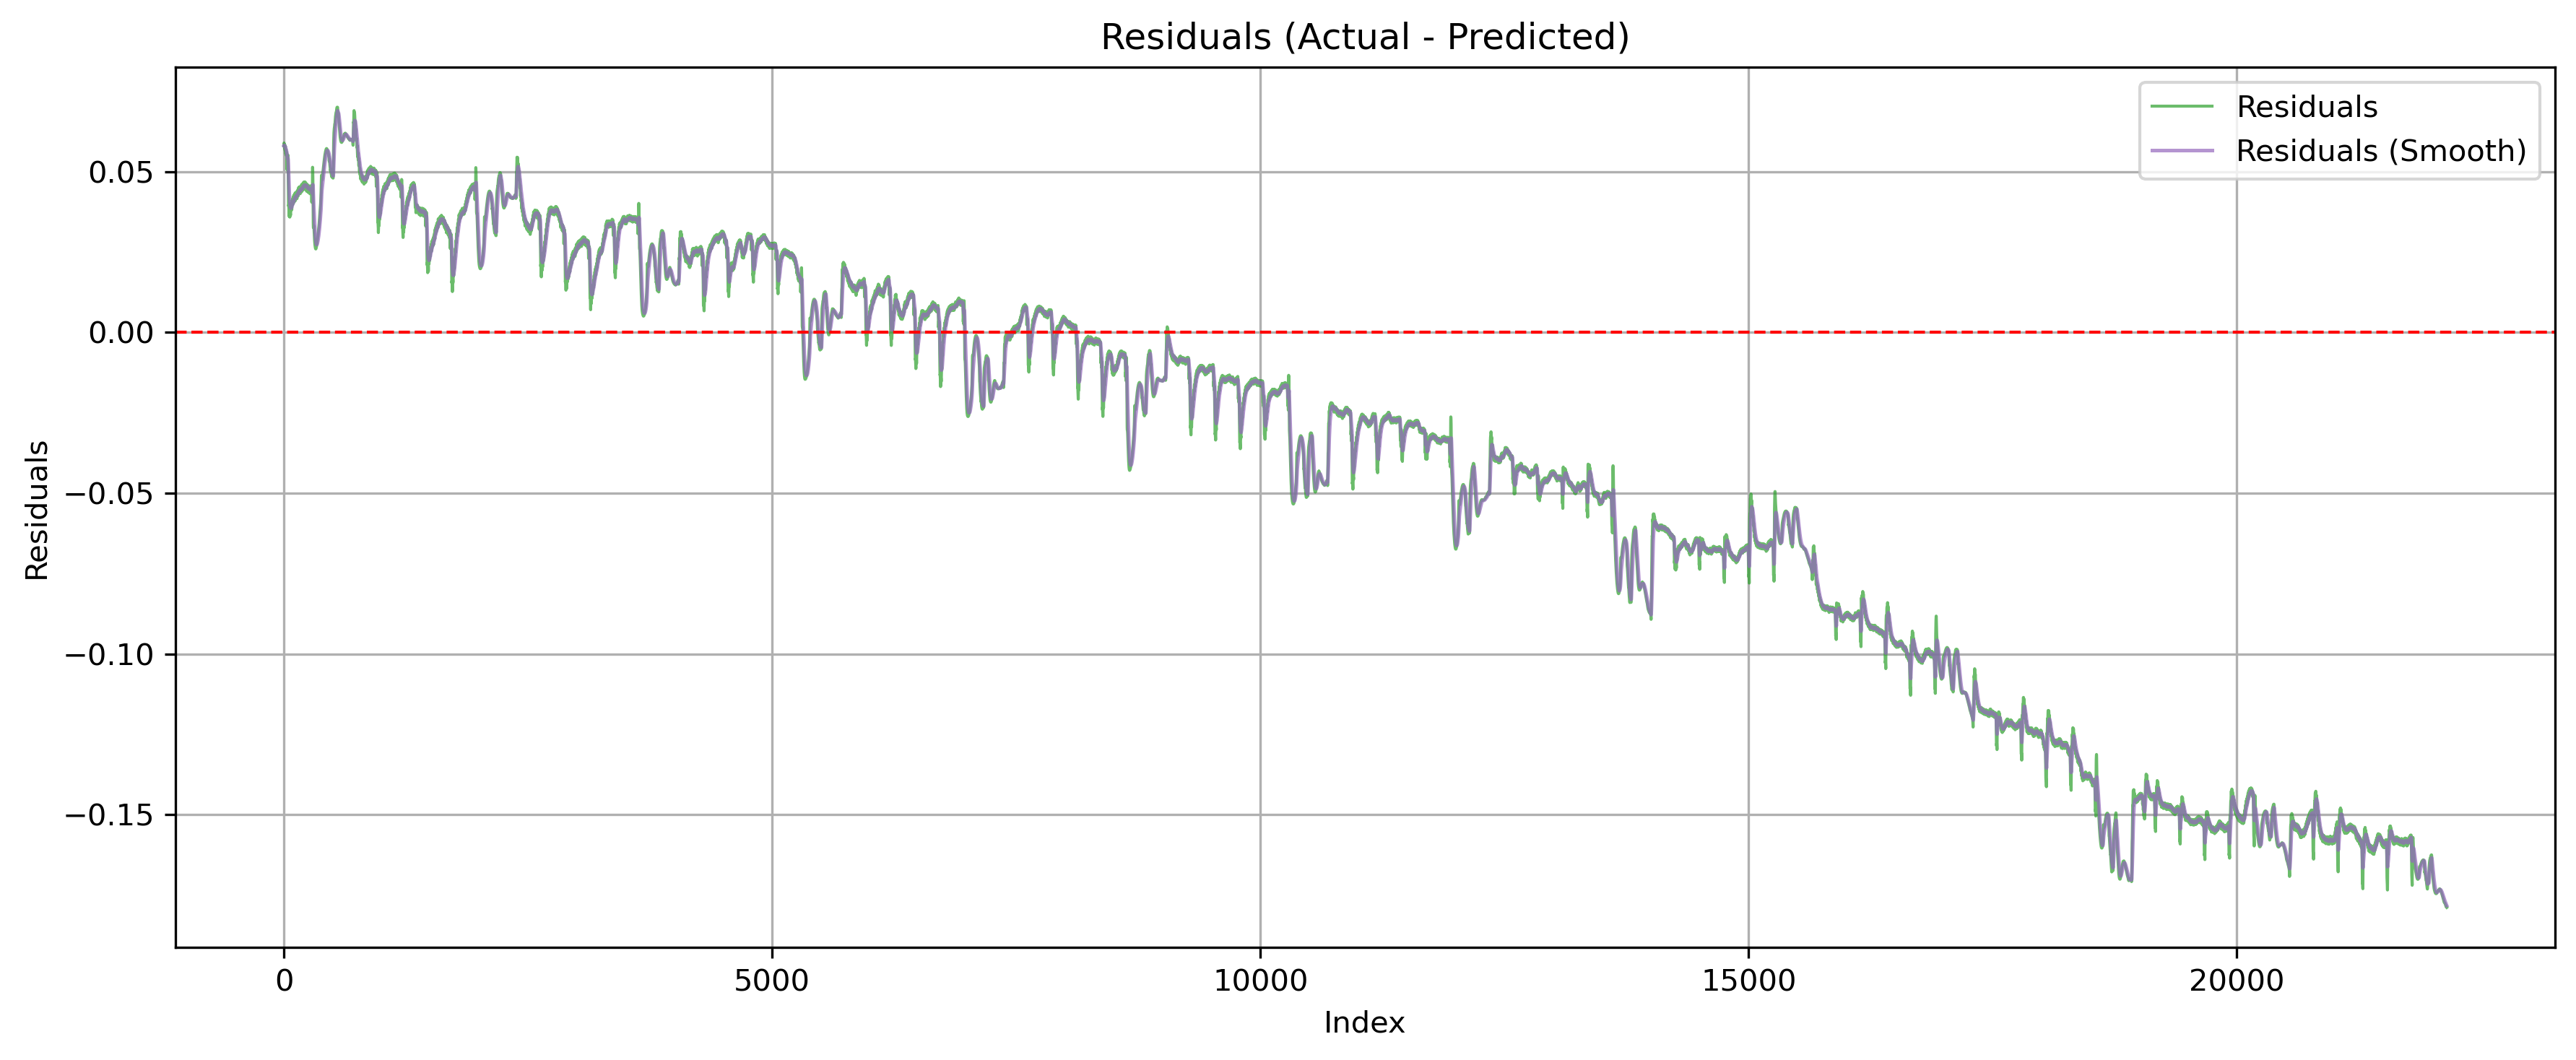 Residuals (Actual - Predicted)
Residuals
Residuals (Smooth)
0.05
0.00
−0.05
−0.10
−0.15
Residuals
0
5000
10000
15000
20000
Index